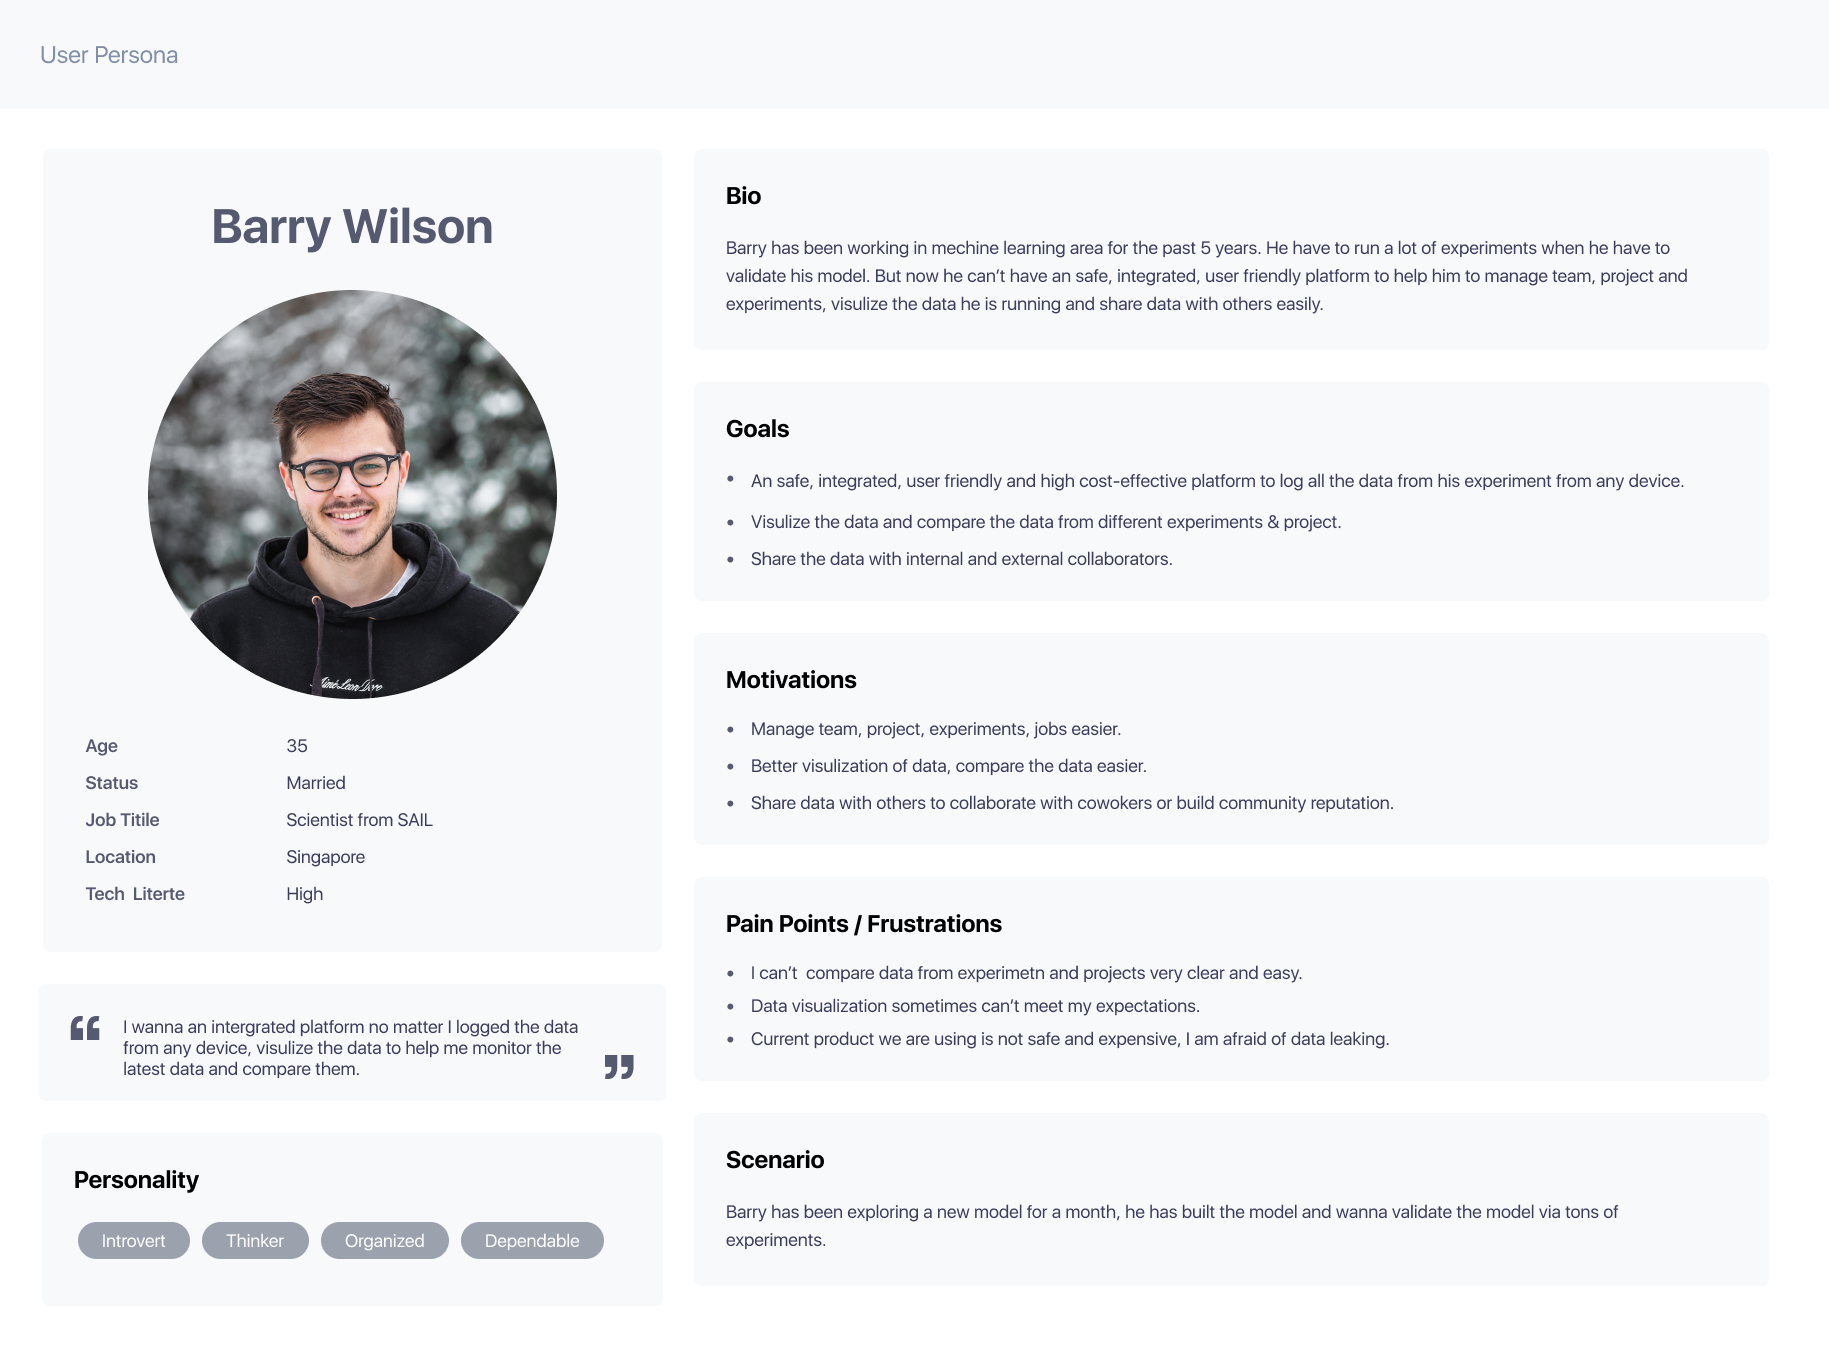 User Persona
Barry Wilson
Aimé Leon Dore
Age 35
Status Married
Job Titile Scientist from SAIL
Location Singapore
Tech  Literte High
“ I wanna an intergrated platform no matter I logged the data
from any device, visulize the data to help me monitor the
latest data and compare them. ”
Personality
Introvert Thinker Organized Dependable
Bio
Barry has been working in mechine learning area for the past 5 years. He have to run a lot of experiments when he have to
validate his model. But now he can’t have an safe, integrated, user friendly platform to help him to manage team, project and
experiments, visulize the data he is running and share data with others easily.
Goals
• An safe, integrated, user friendly and high cost-effective platform to log all the data from his experiment from any device.
• Visulize the data and compare the data from different experiments & project.
• Share the data with internal and external collaborators.
Motivations
• Manage team, project, experiments, jobs easier.
• Better visulization of data, compare the data easier.
• Share data with others to collaborate with cowokers or build community reputation.
Pain Points / Frustrations
• I can’t  compare data from experimetn and projects very clear and easy.
• Data visualization sometimes can’t meet my expectations.
• Current product we are using is not safe and expensive, I am afraid of data leaking.
Scenario
Barry has been exploring a new model for a month, he has built the model and wanna validate the model via tons of
experiments.